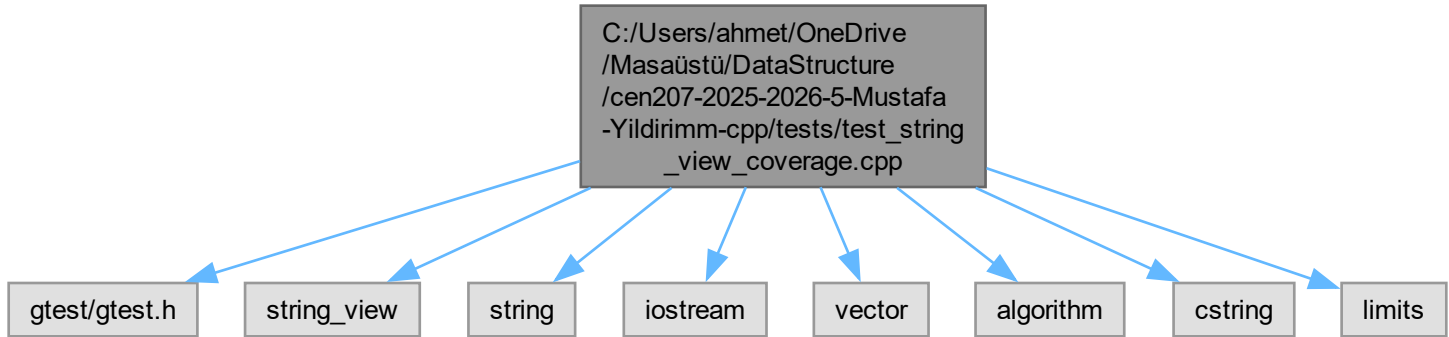 C:/Users/ahmet/OneDrive
/Masaüstü/DataStructure
/cen207-2025-2026-5-Mustafa
-Yildirimm-cpp/tests/test_string
_view_coverage.cpp
gtest/gtest.h
string_view
string
iostream
vector
algorithm
cstring
limits